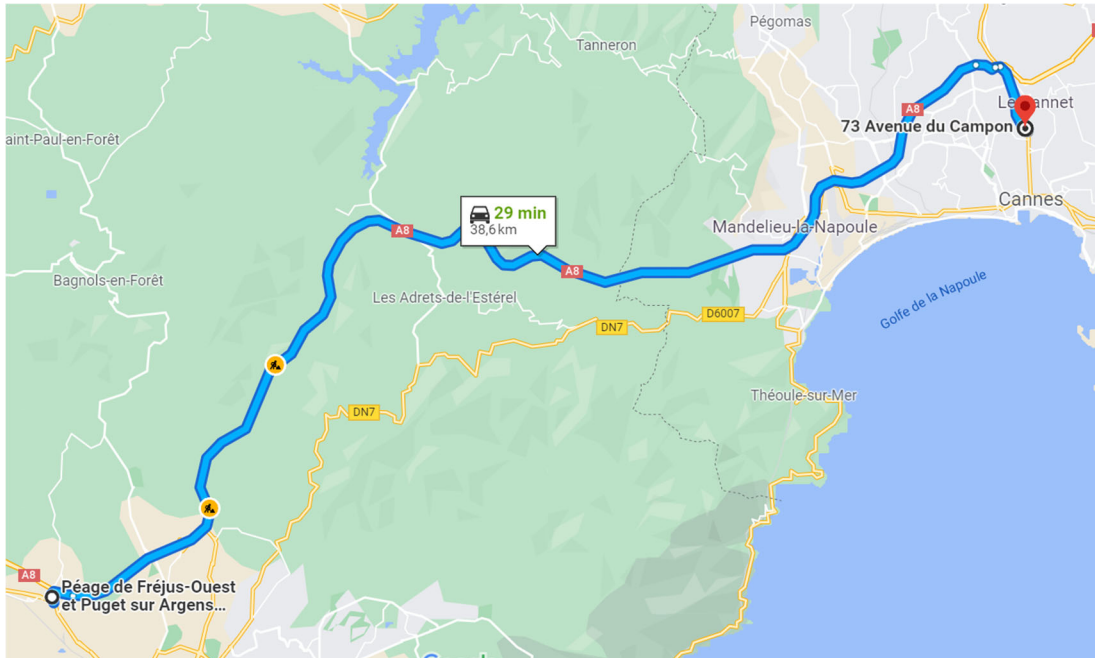 Pégomas
Tanneron
Le Cannet
A8
73 Avenue du Campon
aint-Paul-en-Forêt
Cannes
29 min
38,6 km
Mandelieu-la-Napoule
A8
A8
Bagnols-en-Forêt
Les Adrets-de-l'Estérel
Golfe de la Napoule
D6007
DN7
Théoule-sur-Mer
DN7
A8
Péage de Fréjus-Ouest
et Puget sur Argens...